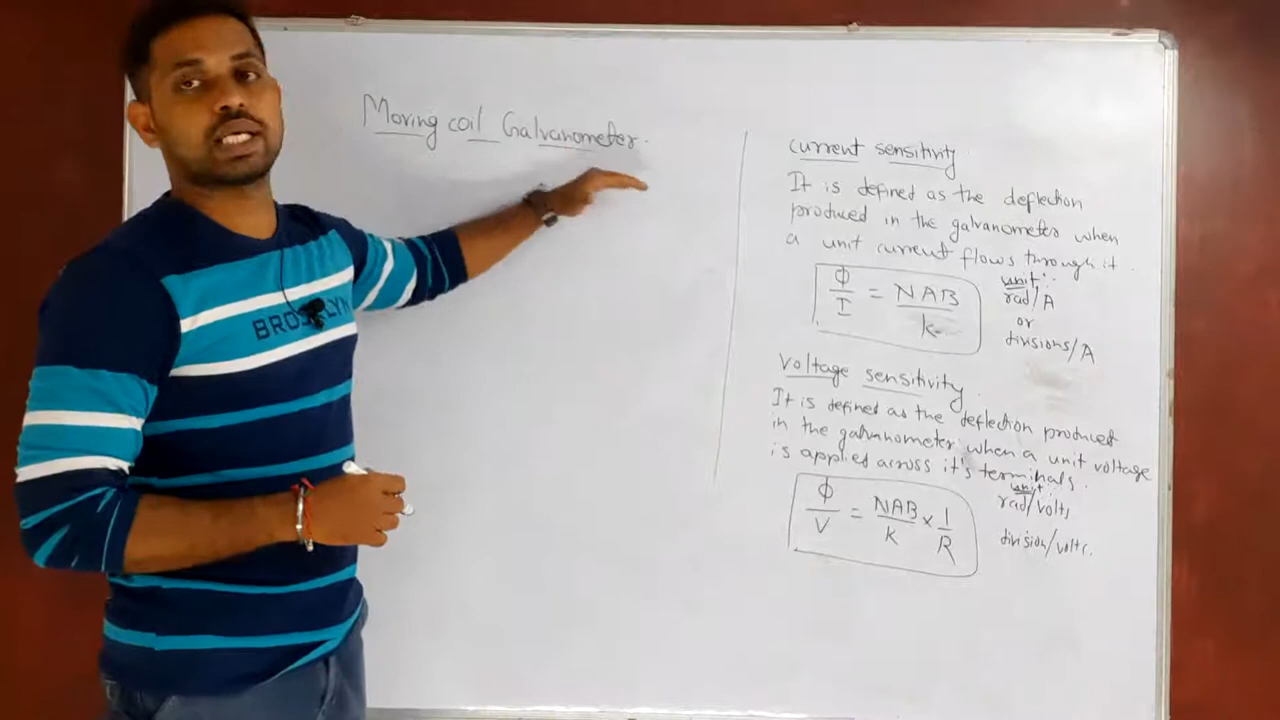 Moving coil Galvanometer.
BROOKLYN
current sensitivity
It is defined as the deflection
produced in the galvanometer when
a unit current flows through it.
ϕ/I = NAB/k
unit:
rad/A
or
divisions/A
Voltage sensitivity
It is defined as the deflection produced
in the galvanometer when a unit voltage
is applied across it's terminals.
ϕ/V = NAB/k × 1/R
unit:
rad/volts
division/volts.